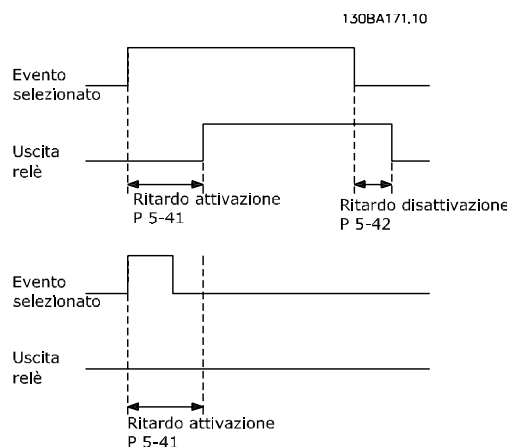 130BA171.10
Evento
selezionato
Uscita
relè
Ritardo attivazione
P 5-41
Ritardo disattivazione
P 5-42
Evento
selezionato
Uscita
relè
Ritardo attivazione
P 5-41